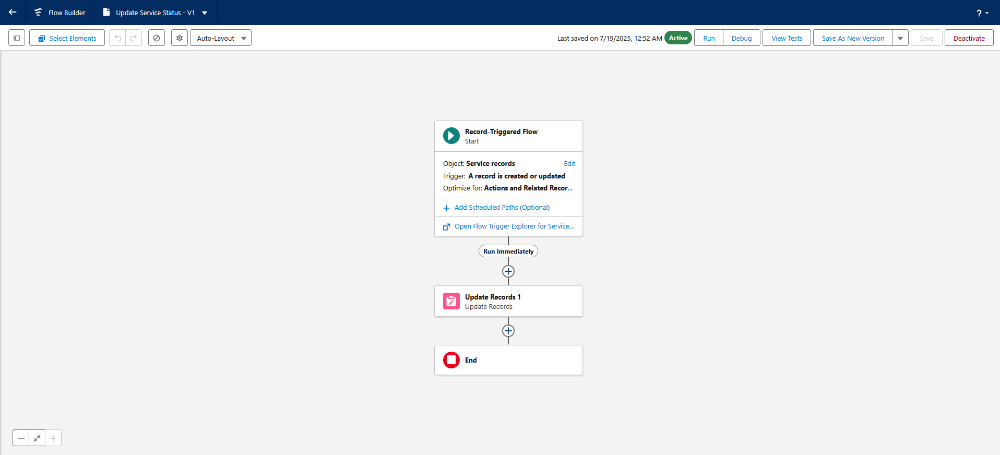 Flow Builder
Update Service Status - V1
?
Select Elements
Auto-Layout
Last saved on 7/19/2025, 12:52 AM
Active
Run
Debug
View Tests
Save As New Version
Save
Deactivate
Record-Triggered Flow
Start
Object: Service records
Edit
Trigger: A record is created or updated
Optimize for: Actions and Related Recor...
Add Scheduled Paths (Optional)
Open Flow Trigger Explorer for Service...
Run Immediately
Update Records 1
Update Records
End